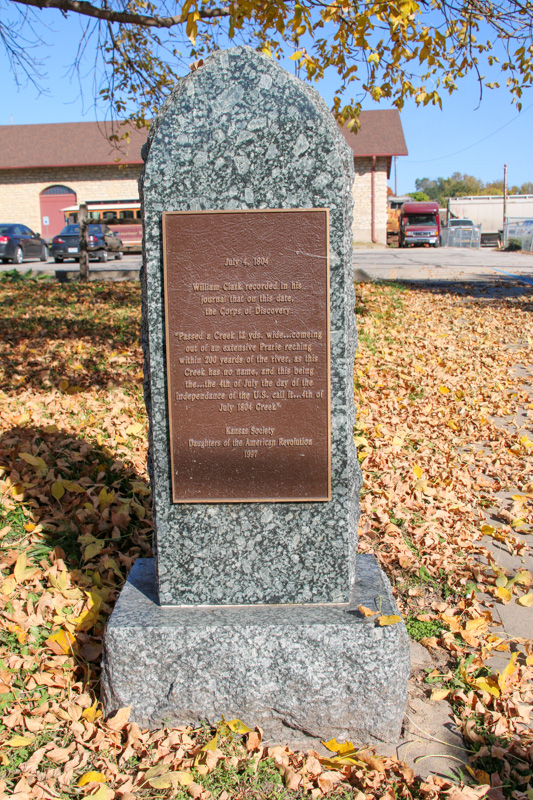 July 4, 1804
William Clark recorded in his
journal that on this date,
the Corps of Discovery
"Passed a Creek 12 yds. wide...comeing
out of an extensive Prarie reching
within 200 yeards of the river, as this
Creek has no name, and this being
the...the 4th of July the day of the
independance of the U.S. call it...4th of
July 1804 Creek"
Kansas Society
Daughters of the American Revolution
1997